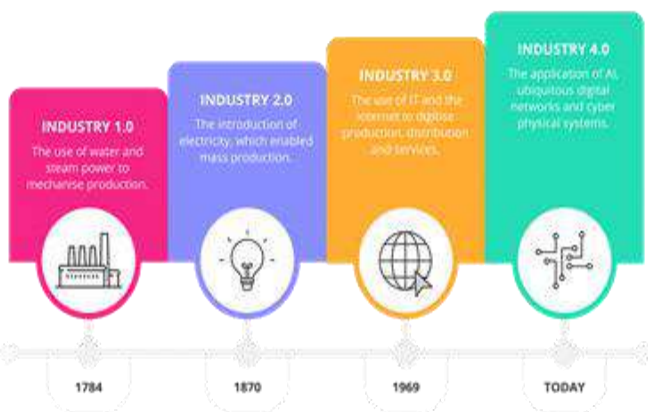 INDUSTRY 1.0
The use of water and
steam power to
mechanise production.
INDUSTRY 2.0
The introduction of
electricity, which enabled
mass production.
INDUSTRY 3.0
The use of IT and the
internet to digitise
production, distribution
and services.
INDUSTRY 4.0
The application of AI,
ubiquitous digital
networks and cyber
physical systems.
1784
1870
1969
TODAY